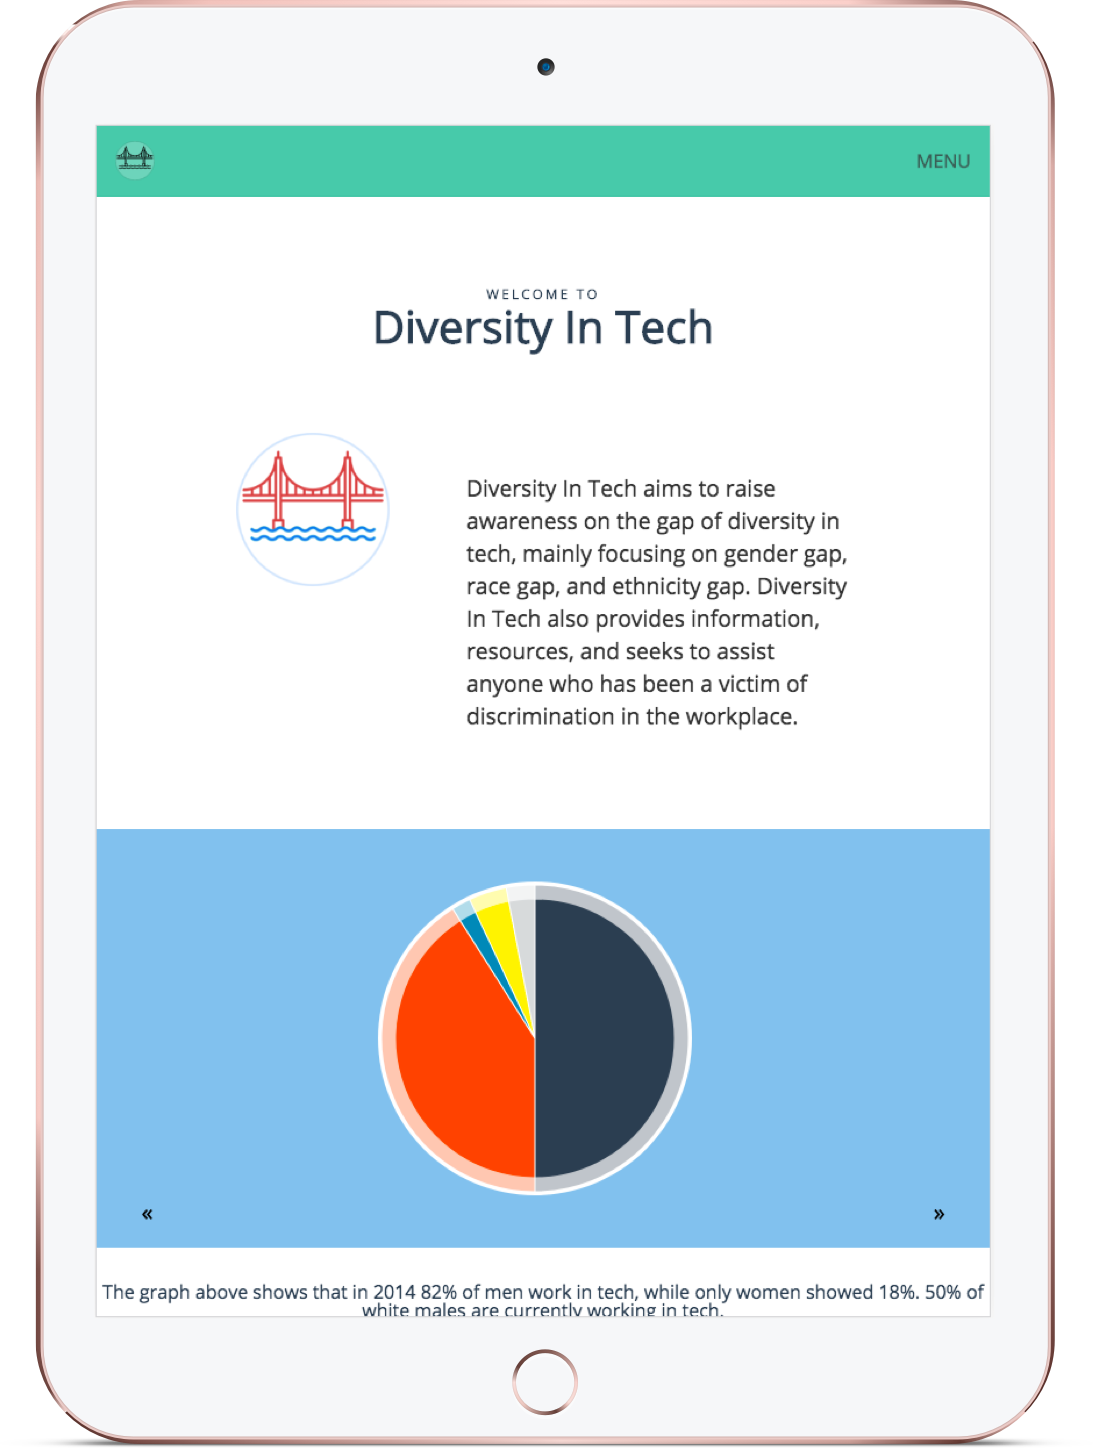 MENU
WELCOME TO
Diversity In Tech
Diversity In Tech aims to raise
awareness on the gap of diversity in
tech, mainly focusing on gender gap,
race gap, and ethnicity gap. Diversity
In Tech also provides information,
resources, and seeks to assist
anyone who has been a victim of
discrimination in the workplace.
« »
The graph above shows that in 2014 82% of men work in tech, while only women showed 18%. 50% of
white males are currently working in tech.